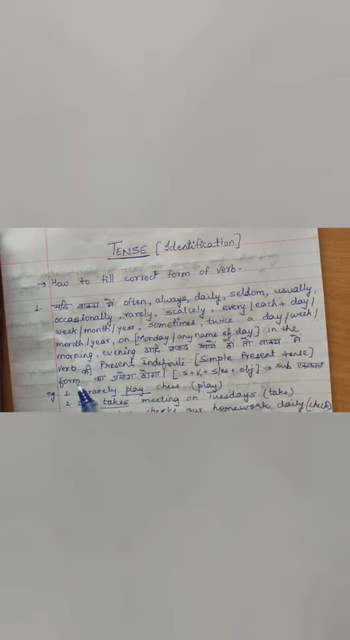 TENSE [Identification]
→ How to fill correct form of verb-
1. यदि वाक्य में often, always, daily, seldom, usually,
occasionally, rarely, scarcely, every/each + day/
week/month/year, sometimes, twice a day/week/
month/year, on [Monday/any name of day] in the
morning, evening आदि शब्द आये हो तो वाक्य में
verb की Present Indefinite [Simple Present tense]
form का प्रयोग होगा [S+V1+s/es+obj] → sub एकवचन
eg. 1. rarely play chess. (play)
2. takes meeting on Tuesdays. (take)
our homework daily (check)